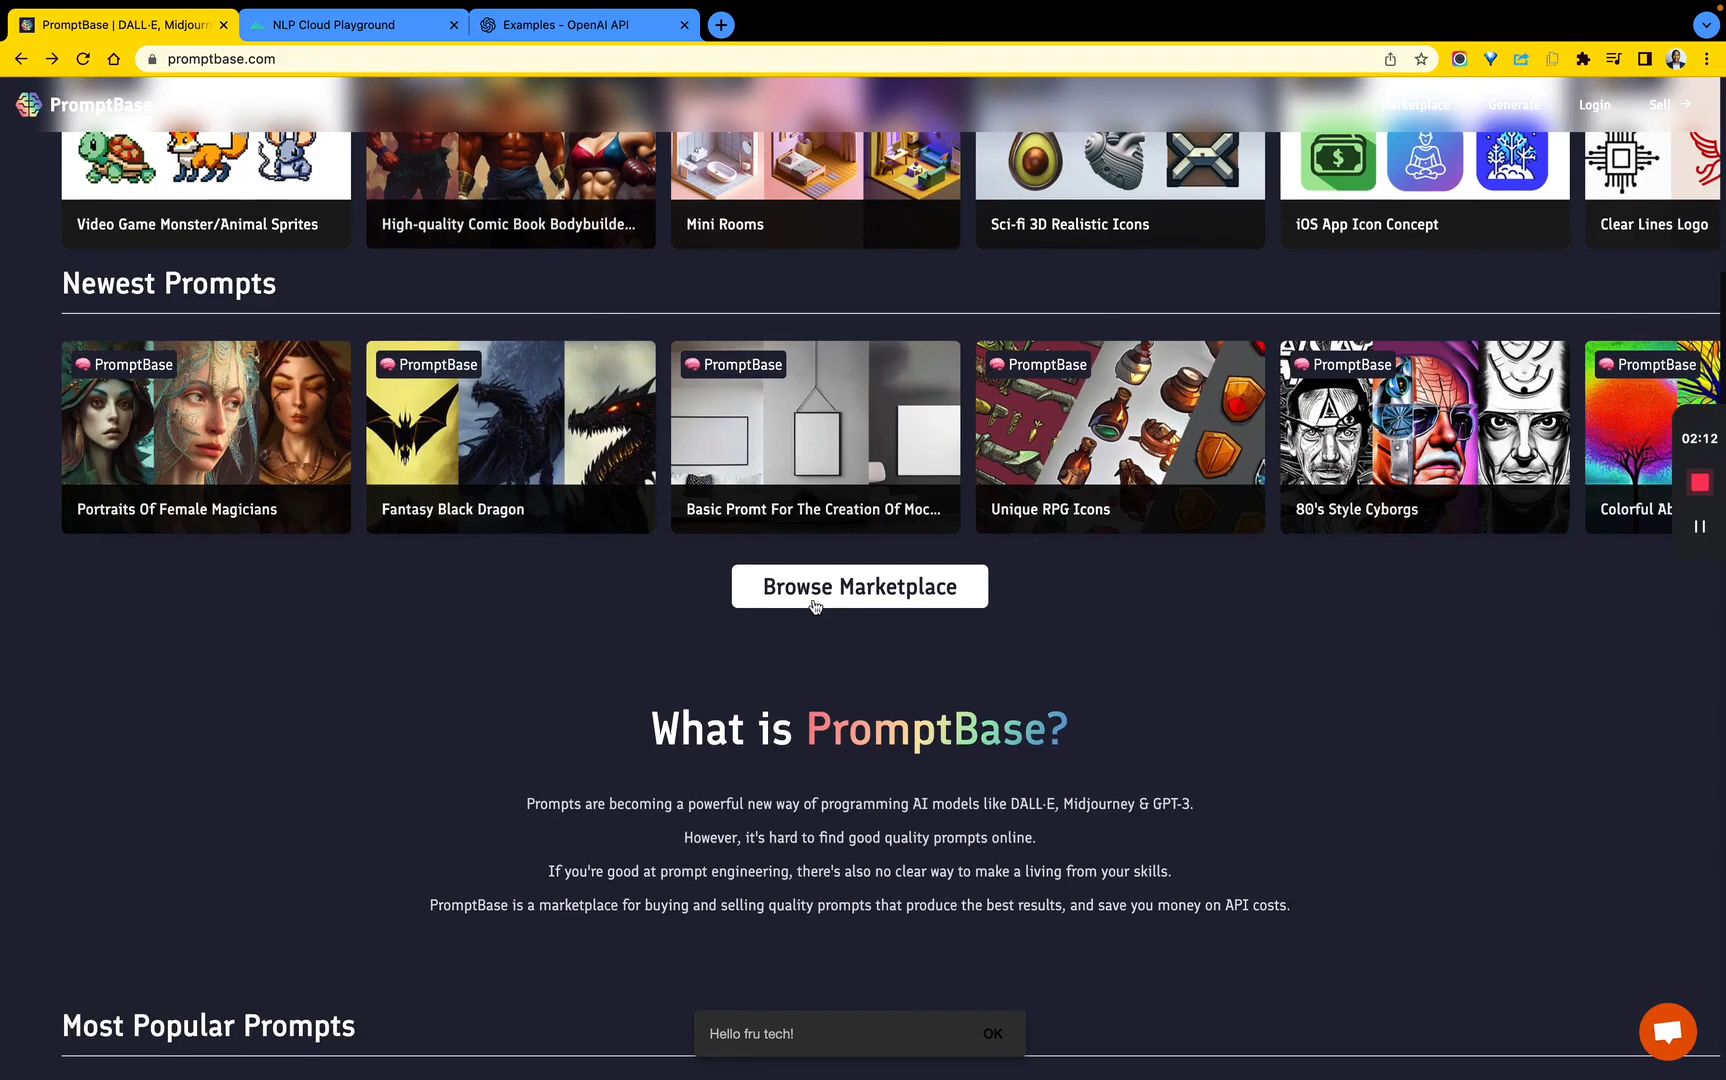 PromptBase | DALL·E, Midjourn
NLP Cloud Playground
Examples - OpenAI API
promptbase.com
PromptBase
Marketplace
Generate
Login
Sell
Video Game Monster/Animal Sprites
High-quality Comic Book Bodybuilde...
Mini Rooms
Sci-fi 3D Realistic Icons
iOS App Icon Concept
Clear Lines Logo
Newest Prompts
PromptBase
PromptBase
PromptBase
PromptBase
PromptBase
PromptBase
Portraits Of Female Magicians
Fantasy Black Dragon
Basic Promt For The Creation Of Moc...
Unique RPG Icons
80's Style Cyborgs
Colorful Ab
02:12
Browse Marketplace
What is PromptBase?
Prompts are becoming a powerful new way of programming AI models like DALL·E, Midjourney & GPT-3.
However, it's hard to find good quality prompts online.
If you're good at prompt engineering, there's also no clear way to make a living from your skills.
PromptBase is a marketplace for buying and selling quality prompts that produce the best results, and save you money on API costs.
Most Popular Prompts
Hello fru tech!
OK